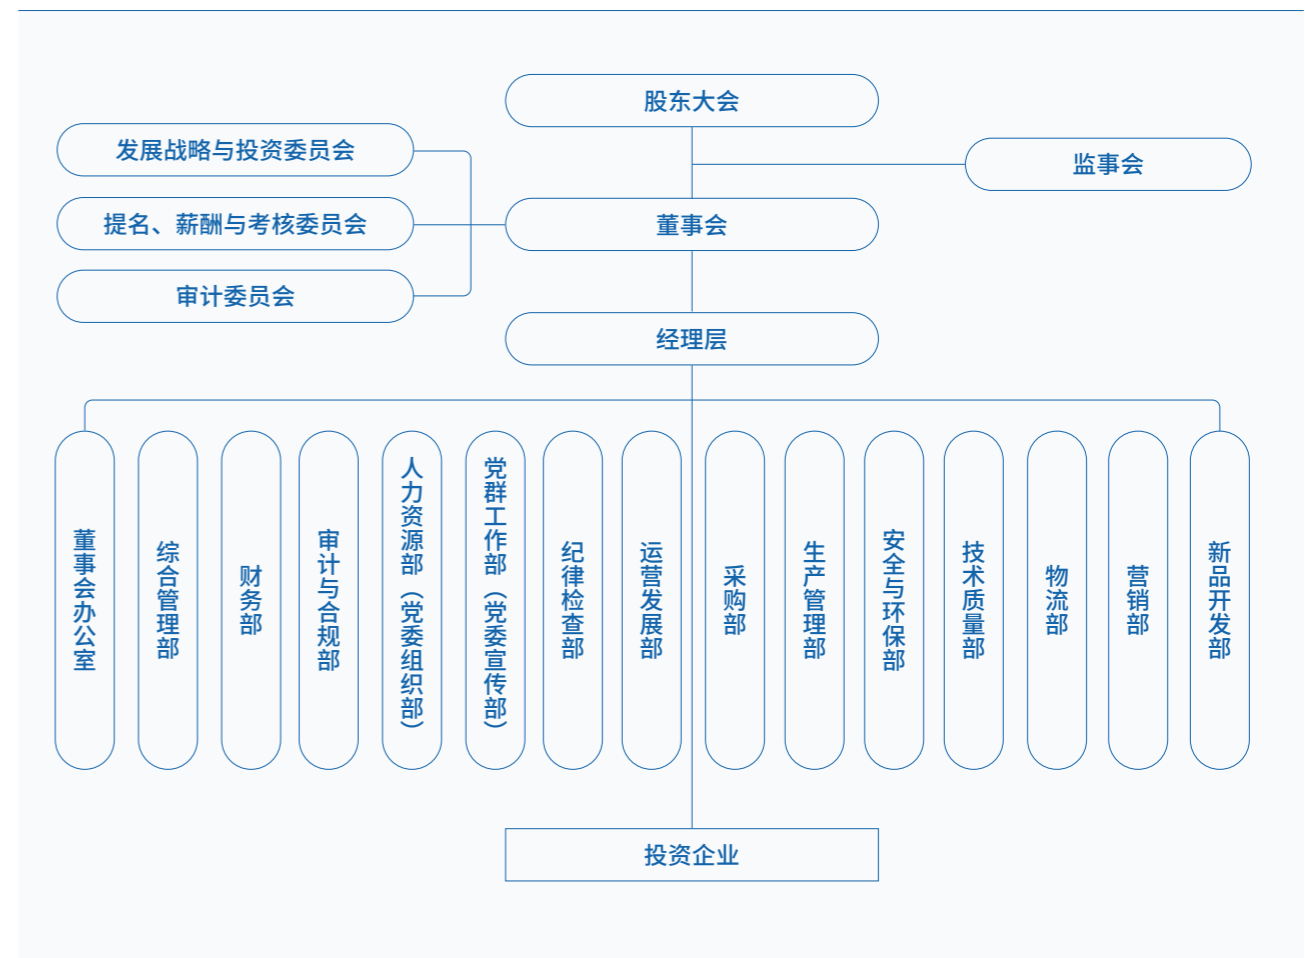 股东大会
发展战略与投资委员会
监事会
提名、薪酬与考核委员会
董事会
审计委员会
经理层
董事会办公室
综合管理部
财务部
审计与合规部
人力资源部（党委组织部）
党群工作部（党委宣传部）
纪律检查部
运营发展部
采购部
生产管理部
安全与环保部
技术质量部
物流部
营销部
新品开发部
投资企业